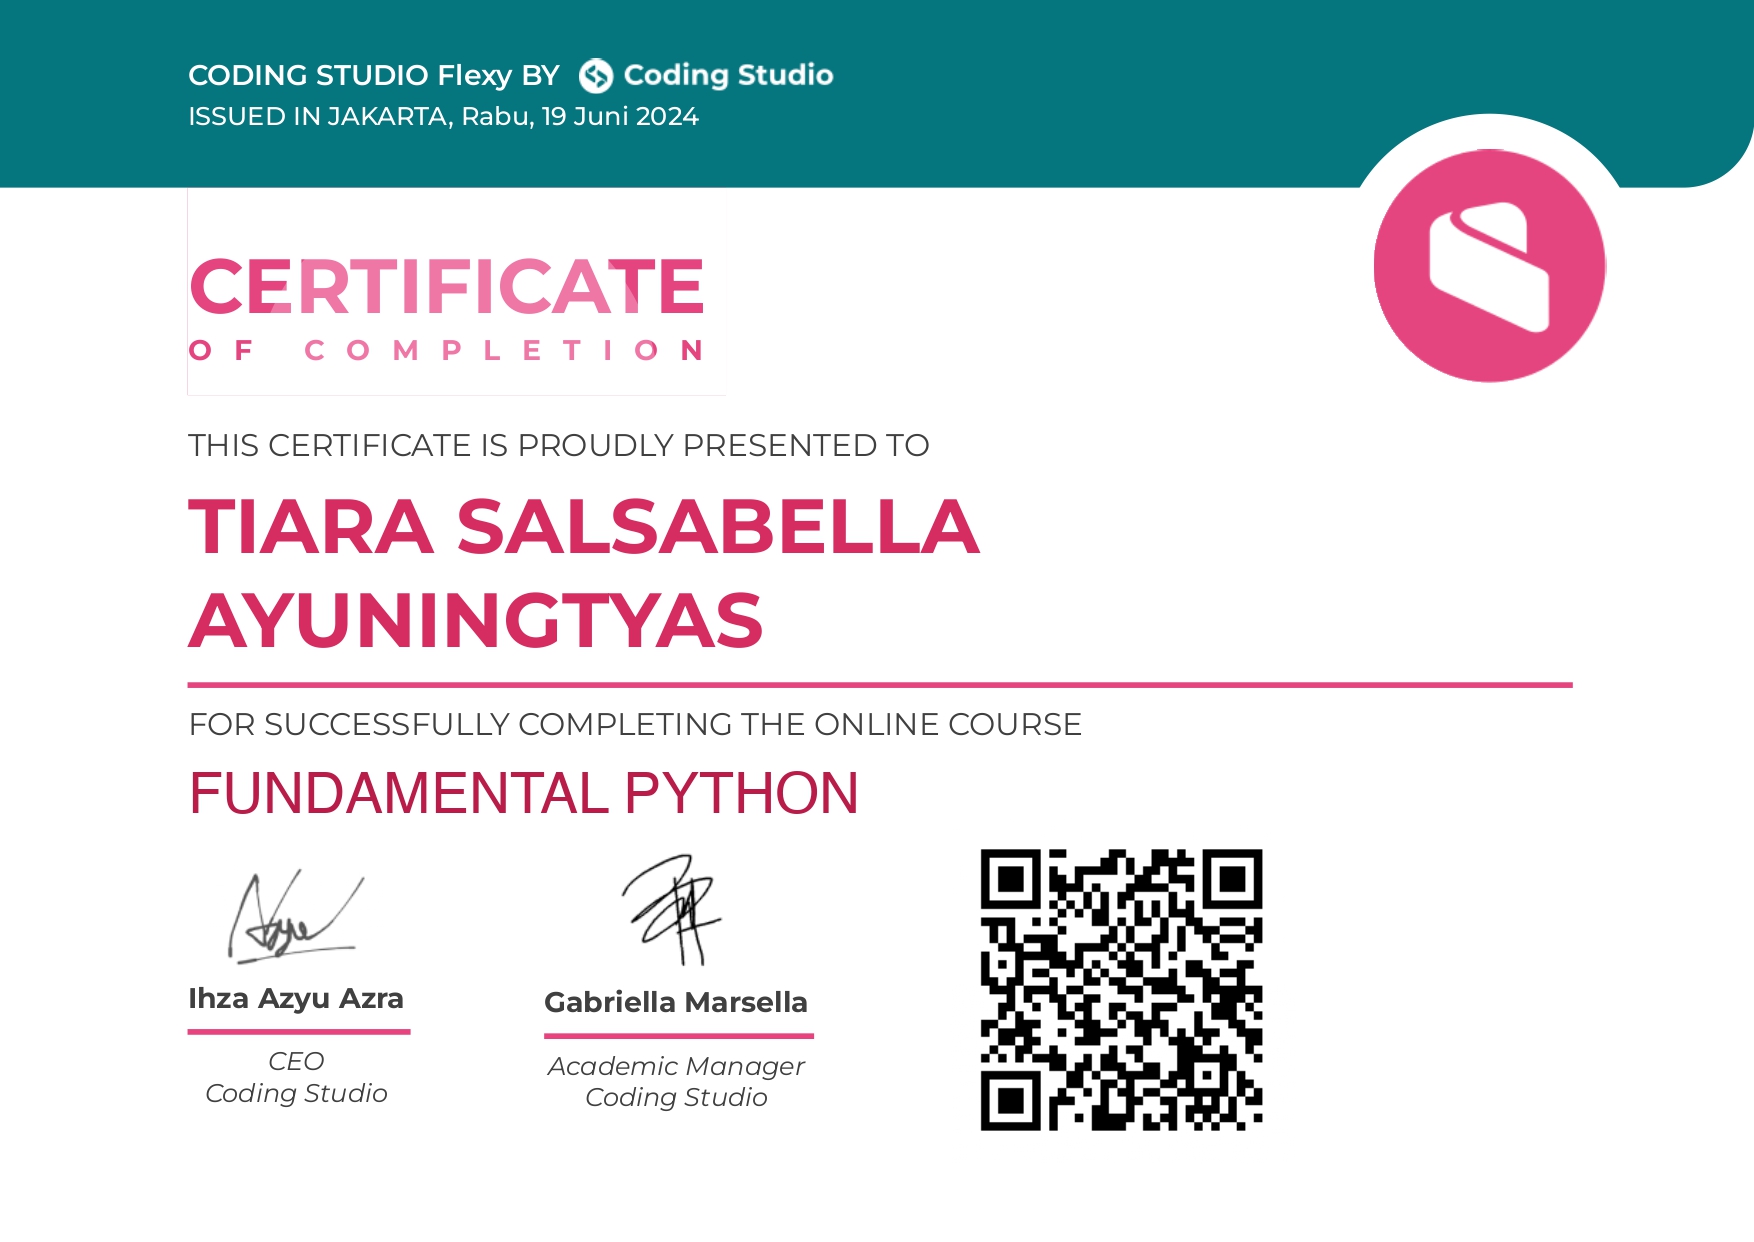 CODING STUDIO Flexy BY Coding Studio
ISSUED IN JAKARTA, Rabu, 19 Juni 2024
CERTIFICATE
OF COMPLETION
THIS CERTIFICATE IS PROUDLY PRESENTED TO
TIARA SALSABELLA
AYUNINGTYAS
FOR SUCCESSFULLY COMPLETING THE ONLINE COURSE
FUNDAMENTAL PYTHON
Ihza Azyu Azra
CEO
Coding Studio
Gabriella Marsella
Academic Manager
Coding Studio